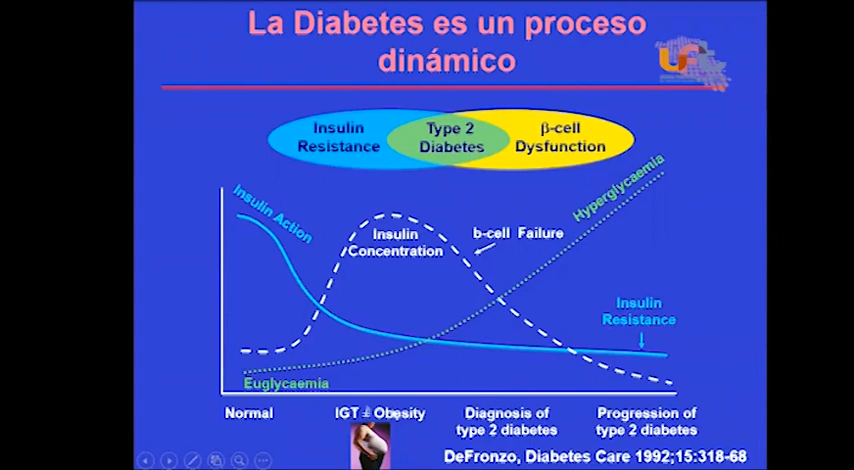 La Diabetes es un proceso
dinámico
Insulin
Resistance
Type 2
Diabetes
β-cell
Dysfunction
Insulin Action
Insulin
Concentration
b-cell Failure
Hyperglycaemia
Insulin
Resistance
Euglycaemia
Normal
IGT ± Obesity
Diagnosis of
type 2 diabetes
Progression of
type 2 diabetes
DeFronzo, Diabetes Care 1992;15:318-68